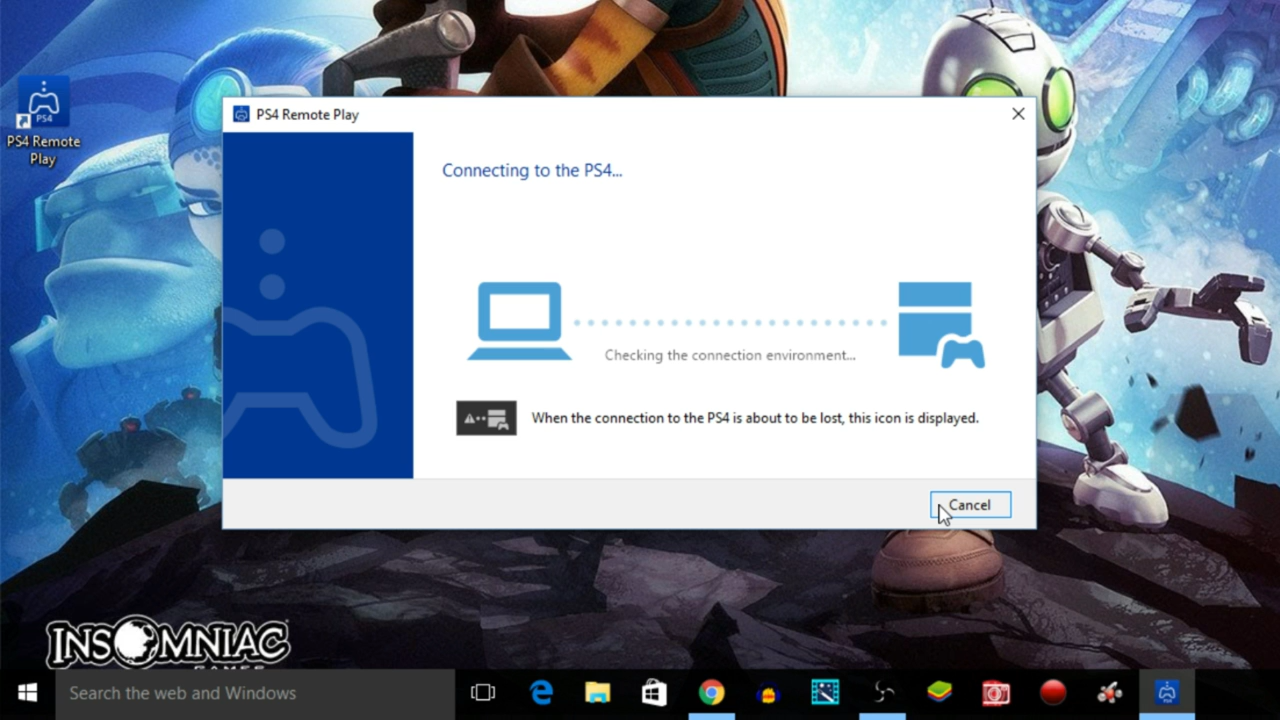 PS4
PS4 Remote
Play
PS4 Remote Play
Connecting to the PS4...
Checking the connection environment...
When the connection to the PS4 is about to be lost, this icon is displayed.
Cancel
INSOMNIAC
GAMES
Search the web and Windows